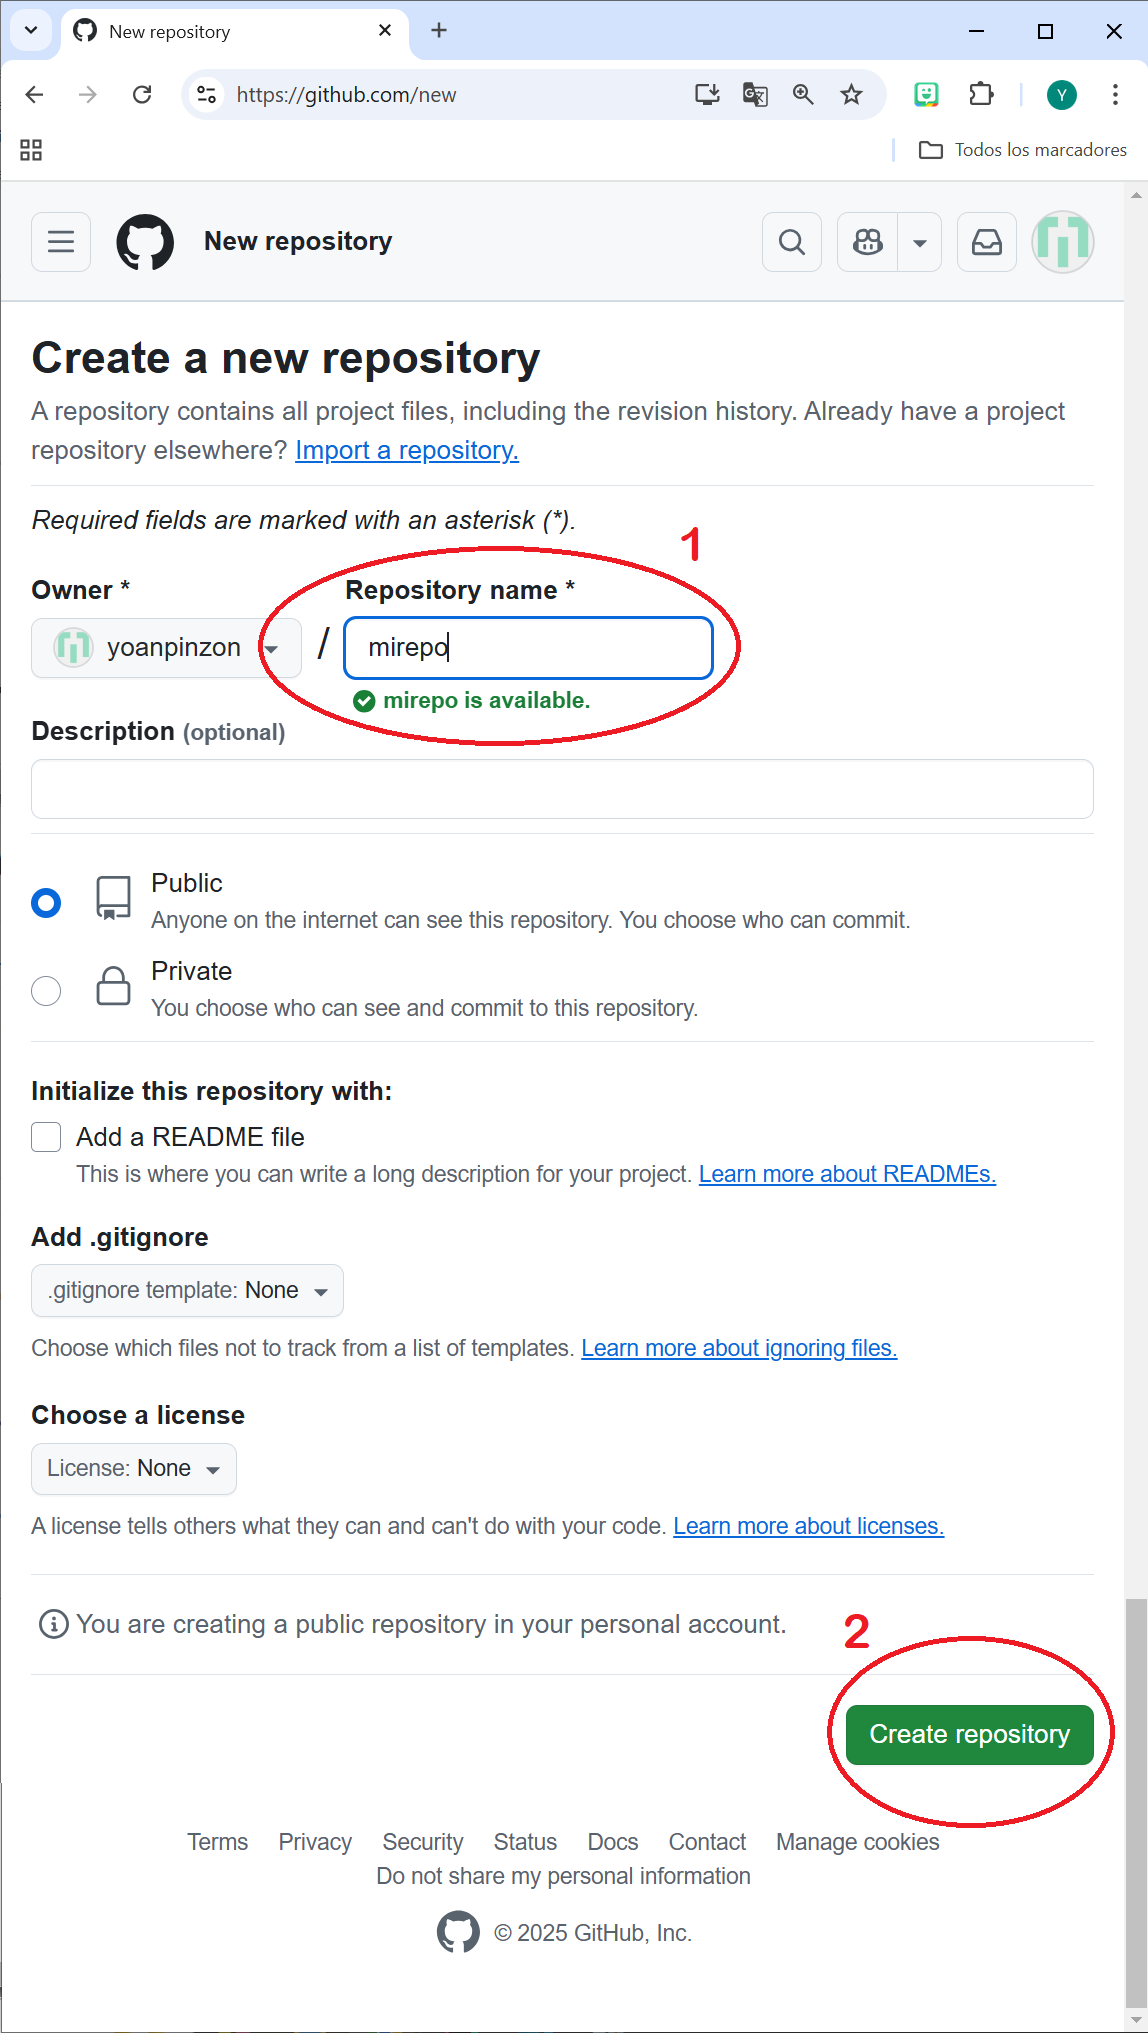 New repository
https://github.com/new
Y
Todos los marcadores
New repository
Create a new repository
A repository contains all project files, including the revision history. Already have a project
repository elsewhere? Import a repository.
Required fields are marked with an asterisk (*).
1
Owner *
Repository name *
yoanpinzon
/
mirepo
mirepo is available.
Description (optional)
Public
Anyone on the internet can see this repository. You choose who can commit.
Private
You choose who can see and commit to this repository.
Initialize this repository with:
Add a README file
This is where you can write a long description for your project. Learn more about READMEs.
Add .gitignore
.gitignore template: None
Choose which files not to track from a list of templates. Learn more about ignoring files.
Choose a license
License: None
A license tells others what they can and can't do with your code. Learn more about licenses.
You are creating a public repository in your personal account.
2
Create repository
Terms Privacy Security Status Docs Contact Manage cookies
Do not share my personal information
© 2025 GitHub, Inc.